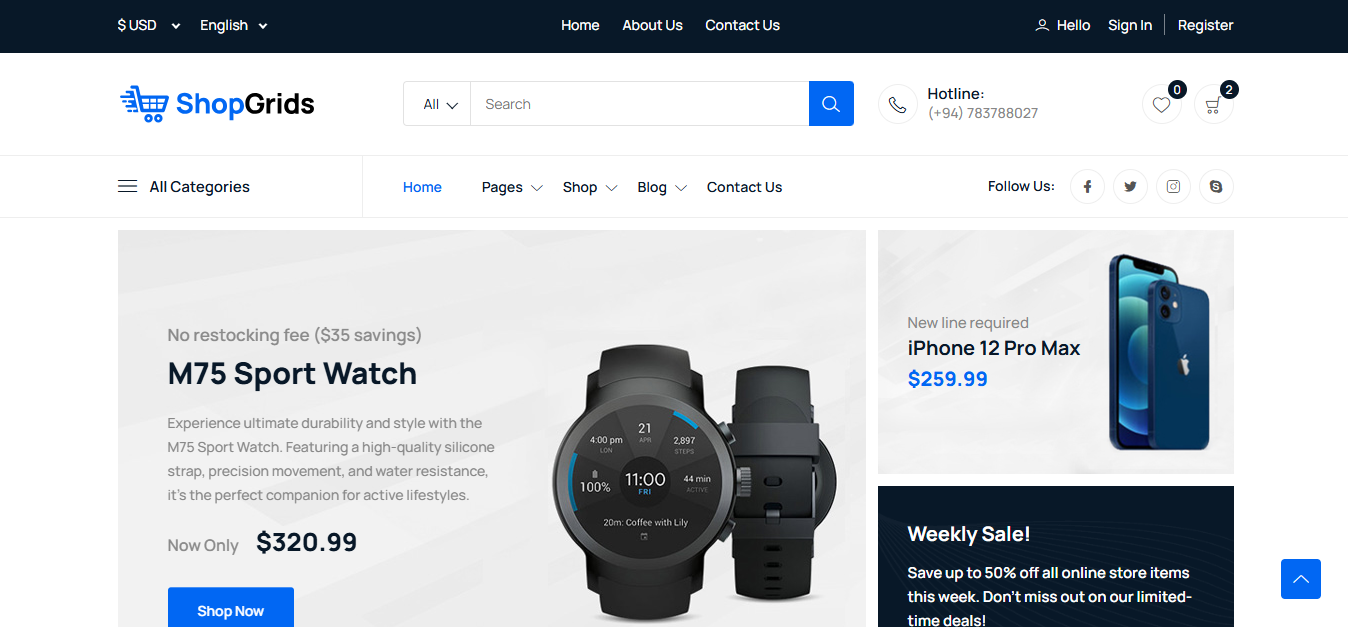 $ USD English Home About Us Contact Us Hello Sign In Register
ShopGrids All Search Hotline: 0 2
(+94) 783788027
All Categories Home Pages Shop Blog Contact Us Follow Us:
No restocking fee ($35 savings)
M75 Sport Watch
Experience ultimate durability and style with the
M75 Sport Watch. Featuring a high-quality silicone
strap, precision movement, and water resistance,
it's the perfect companion for active lifestyles.
Now Only $320.99
Shop Now
4:00 pm 21 2,897
LON APR STEPS
100% 11:00 44 min
FRI ACTIVE
20m: Coffee with Lily
New line required
iPhone 12 Pro Max
$259.99
Weekly Sale!
Save up to 50% off all online store items
this week. Don't miss out on our limited-
time deals!